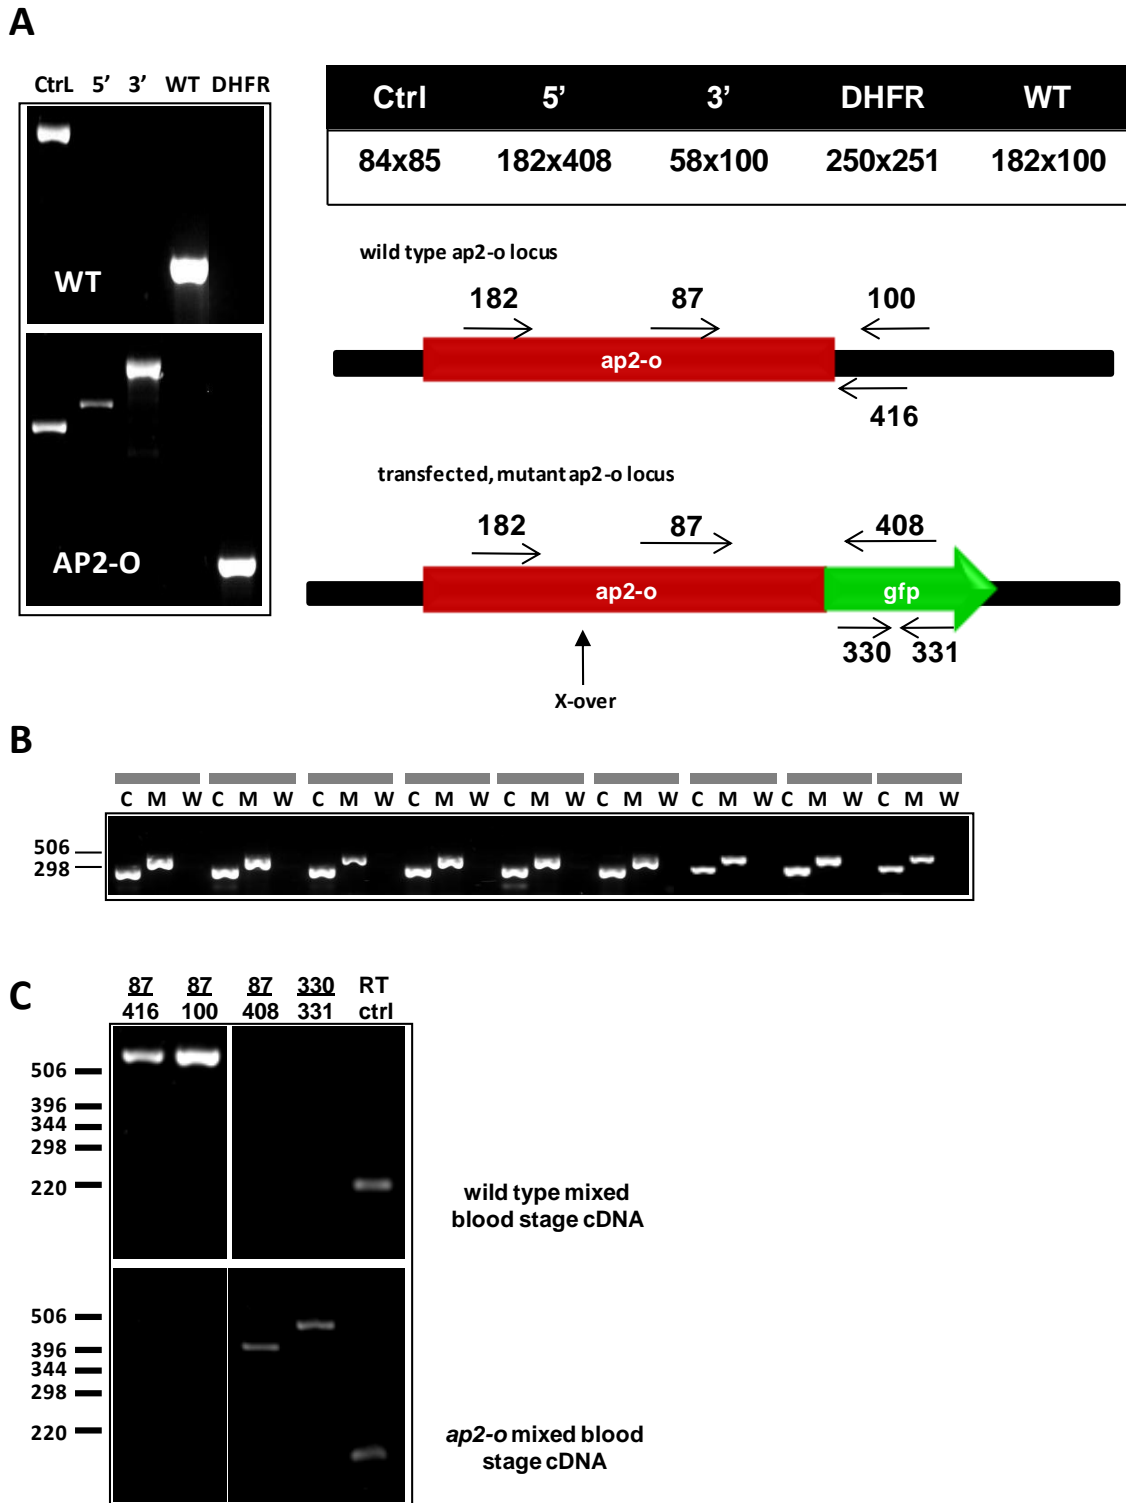 A
CtrL 5' 3' WT DHFR
WT
AP2-O
Ctrl 5' 3' DHFR WT
84x85 182x408 58x100 250x251 182x100
wild type ap2-o locus
182 87 100
ap2-o
416
transfected, mutant ap2-o locus
182 87 408
ap2-o gfp
330 331
X-over
B
C M W C M W C M W C M W C M W C M W C M W C M W C M W
506
298
C
87 87 87 330 RT
416 100 408 331 ctrl
506
396
344
298
220
wild type mixed
blood stage cDNA
506
396
344
298
220
ap2-o mixed blood
stage cDNA